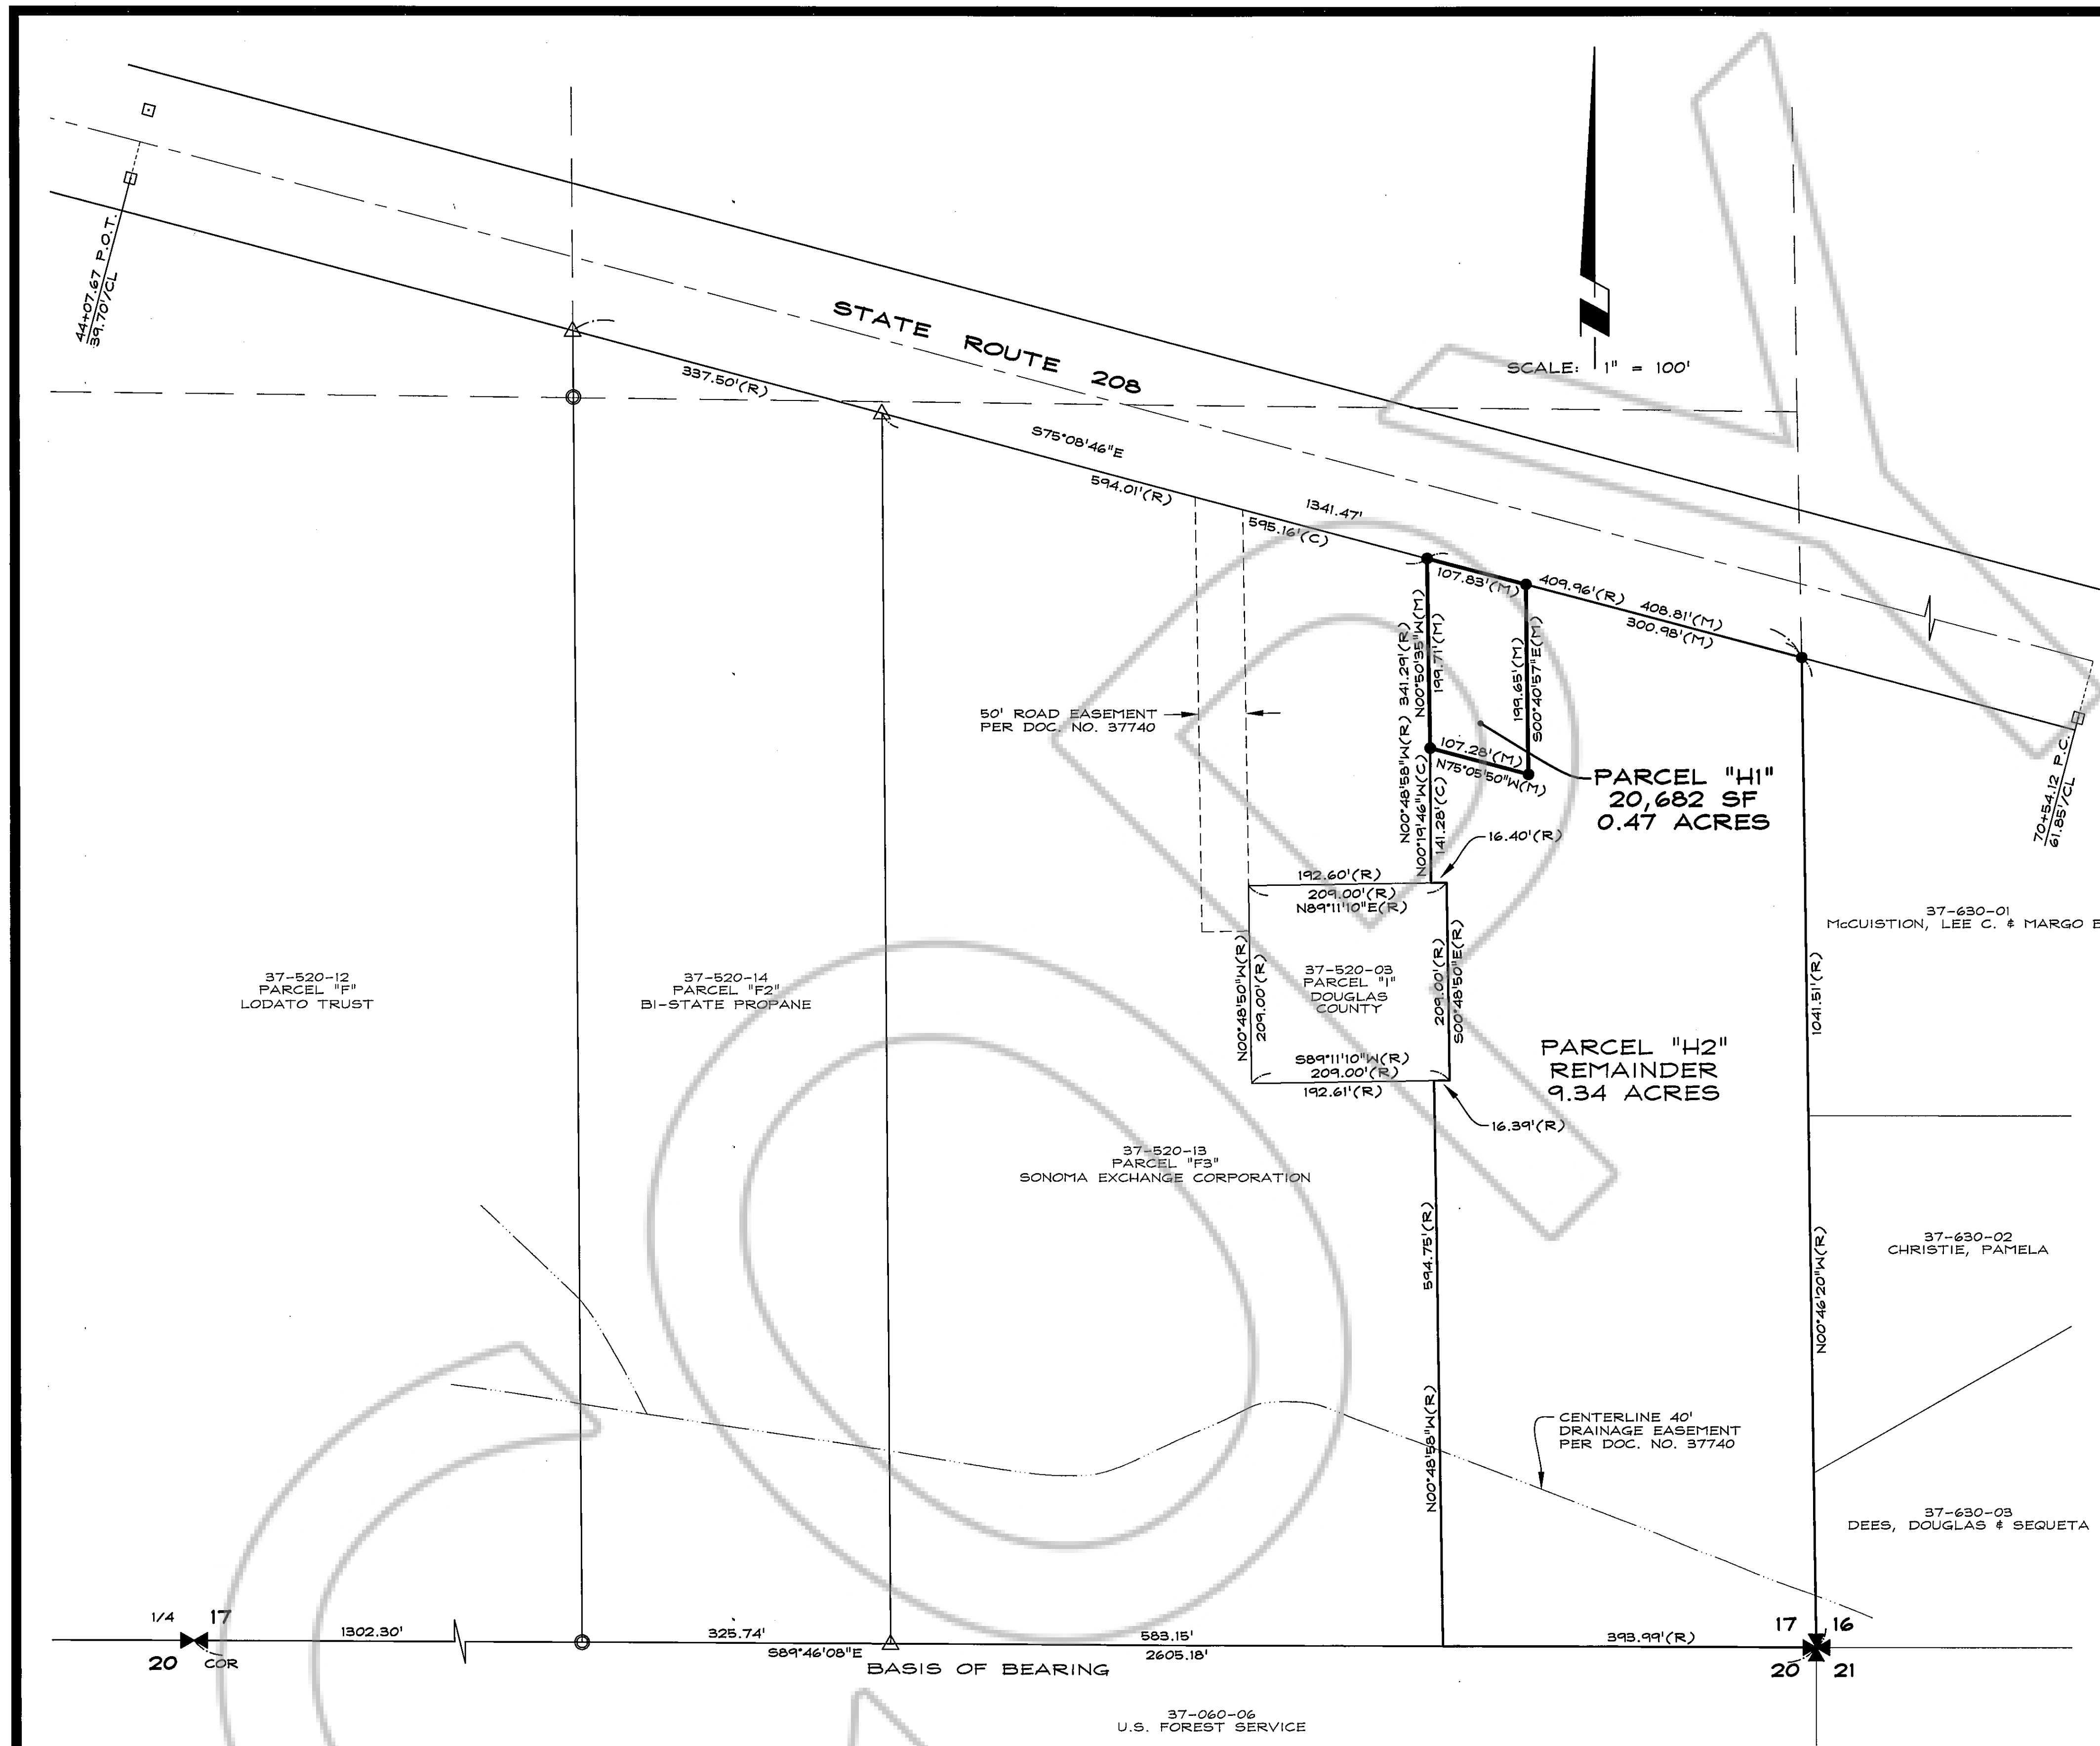 44+07.67 P.O.T.
39.70'/CL
STATE ROUTE 208
SCALE: 1" = 100'
337.50'(R)
S75°08'46"E
594.01'(R)
1341.47'
595.16'(C)
107.83'(M)
409.96'(R)
408.81'(M)
300.98'(M)
N00°48'58"W(R) 341.29'(R)
N00°50'35"W(M)
199.71'(M)
199.65'(M)
S00°40'57"E(M)
50' ROAD EASEMENT
PER DOC. NO. 37740
107.28'(M)
N75°05'50"W(M)
N00°19'46"W(C)
141.28'(C)
PARCEL "H1"
20,682 SF
0.47 ACRES
70+54.12 P.C.
61.85'/CL
16.40'(R)
192.60'(R)
209.00'(R)
N89°11'10"E(R)
37-630-01
McCUISTION, LEE C. & MARGO E
N00°48'50"W(R)
209.00'(R)
37-520-03
PARCEL "I"
DOUGLAS
COUNTY
209.00'(R)
S00°48'50"E(R)
1041.51'(R)
37-520-12
PARCEL "F"
LODATO TRUST
37-520-14
PARCEL "F2"
BI-STATE PROPANE
S89°11'10"W(R)
209.00'(R)
192.61'(R)
PARCEL "H2"
REMAINDER
9.34 ACRES
16.39'(R)
37-520-13
PARCEL "F3"
SONOMA EXCHANGE CORPORATION
594.75'(R)
N00°46'20"W(R)
37-630-02
CHRISTIE, PAMELA
N00°48'58"W(R)
CENTERLINE 40'
DRAINAGE EASEMENT
PER DOC. NO. 37740
37-630-03
DEES, DOUGLAS & SEQUETA
1/4 17
20 COR
1302.30'
325.74'
S89°46'08"E
BASIS OF BEARING
583.15'
2605.18'
393.99'(R)
17 16
20 21
37-060-06
U.S. FOREST SERVICE
COPY